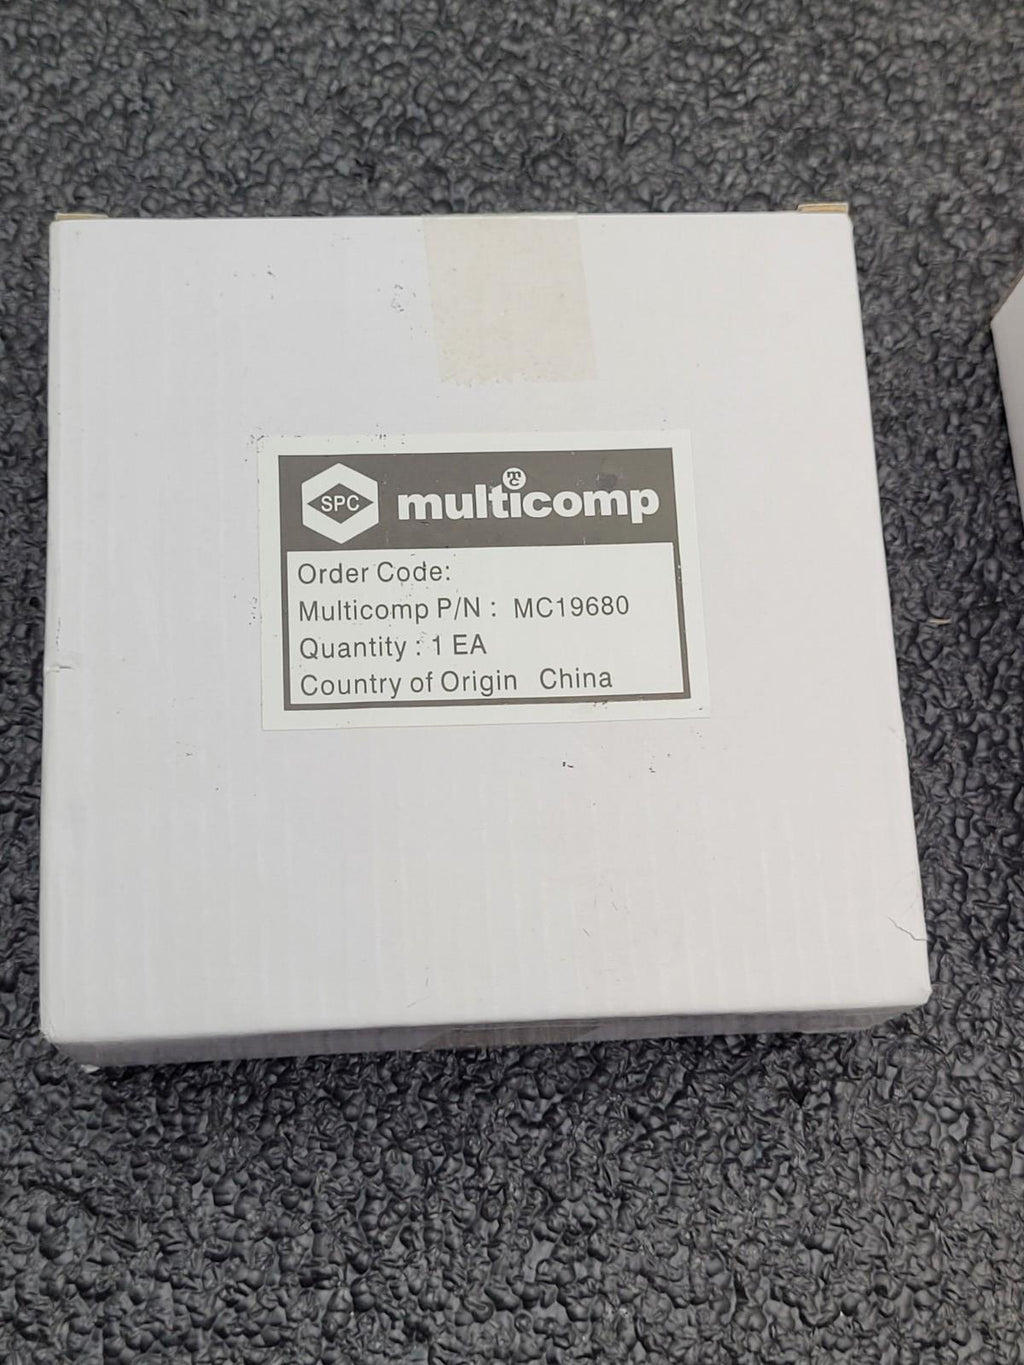 SPC
mc
multicomp
Order Code:
Multicomp P/N : MC19680
Quantity : 1 EA
Country of Origin China